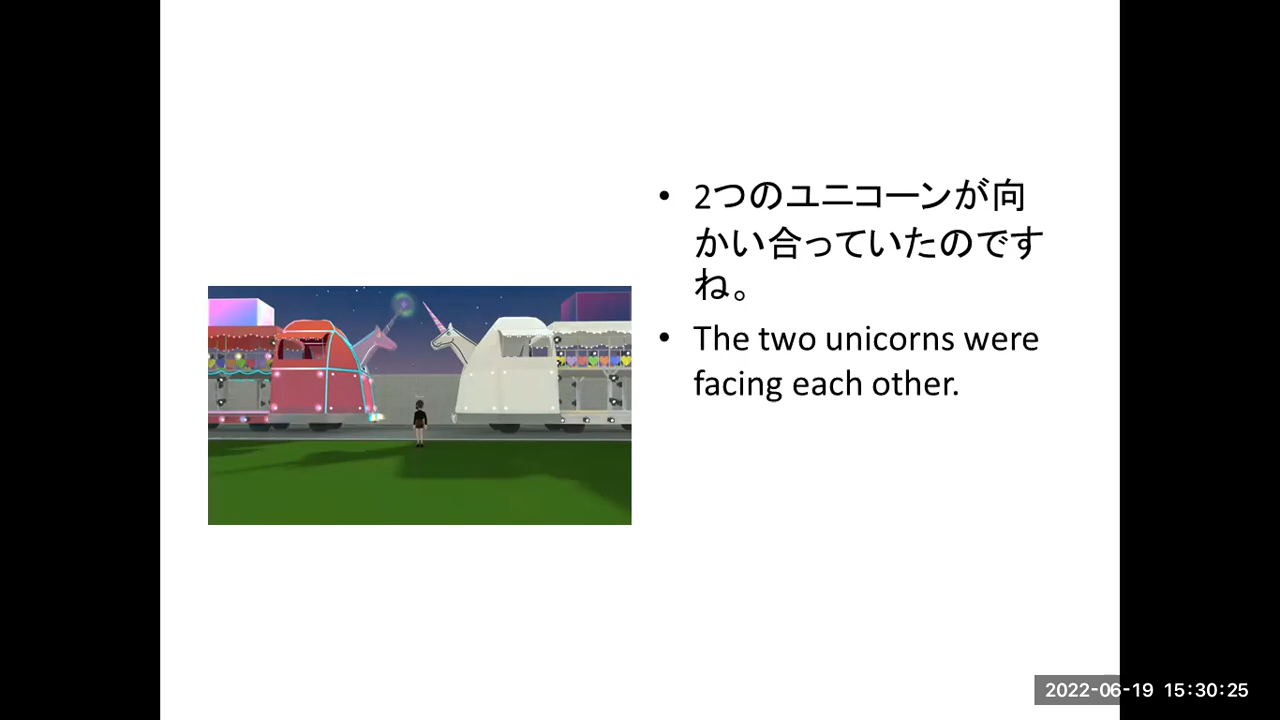 • 2つのユニコーンが向
かい合っていたのです
ね。
• The two unicorns were
facing each other.
2022-06-19 15:30:25